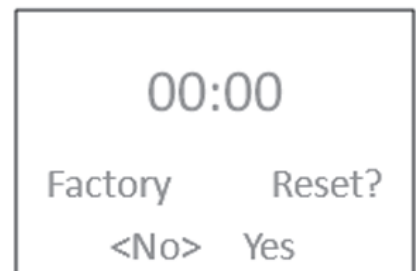 00:00
Factory Reset?
<No> Yes